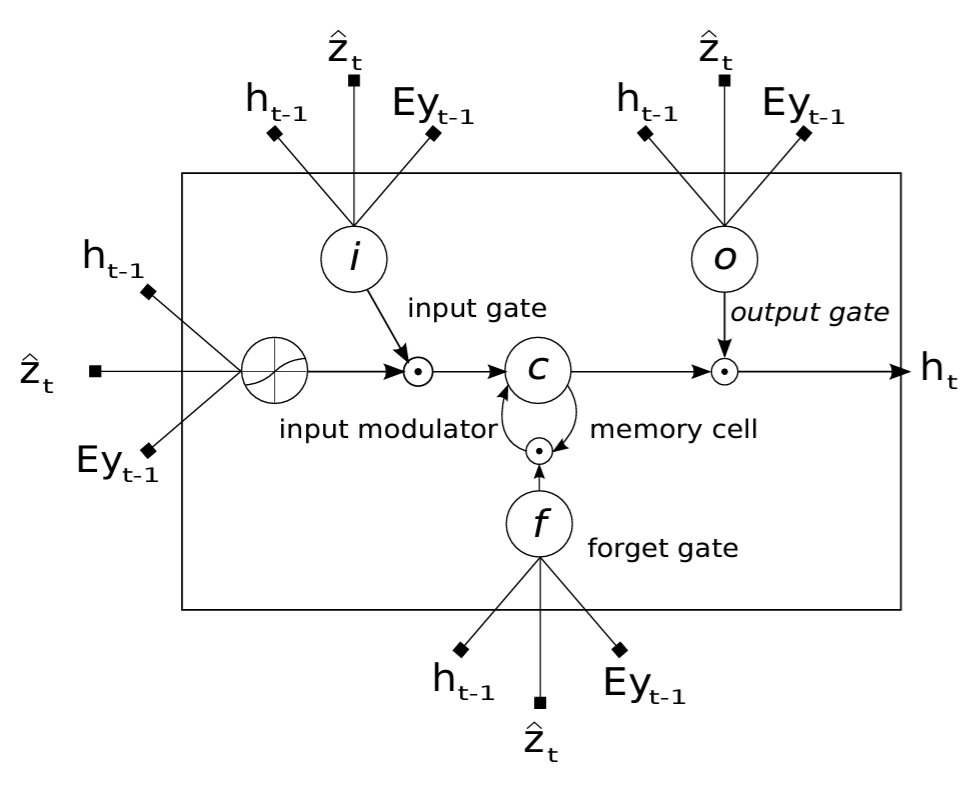 ẑt ẑt
ht-1 Eyt-1 ht-1 Eyt-1
i o
ht-1
input gate output gate
ẑt c ht
input modulator memory cell
Eyt-1
f
forget gate
ht-1 Eyt-1
ẑt